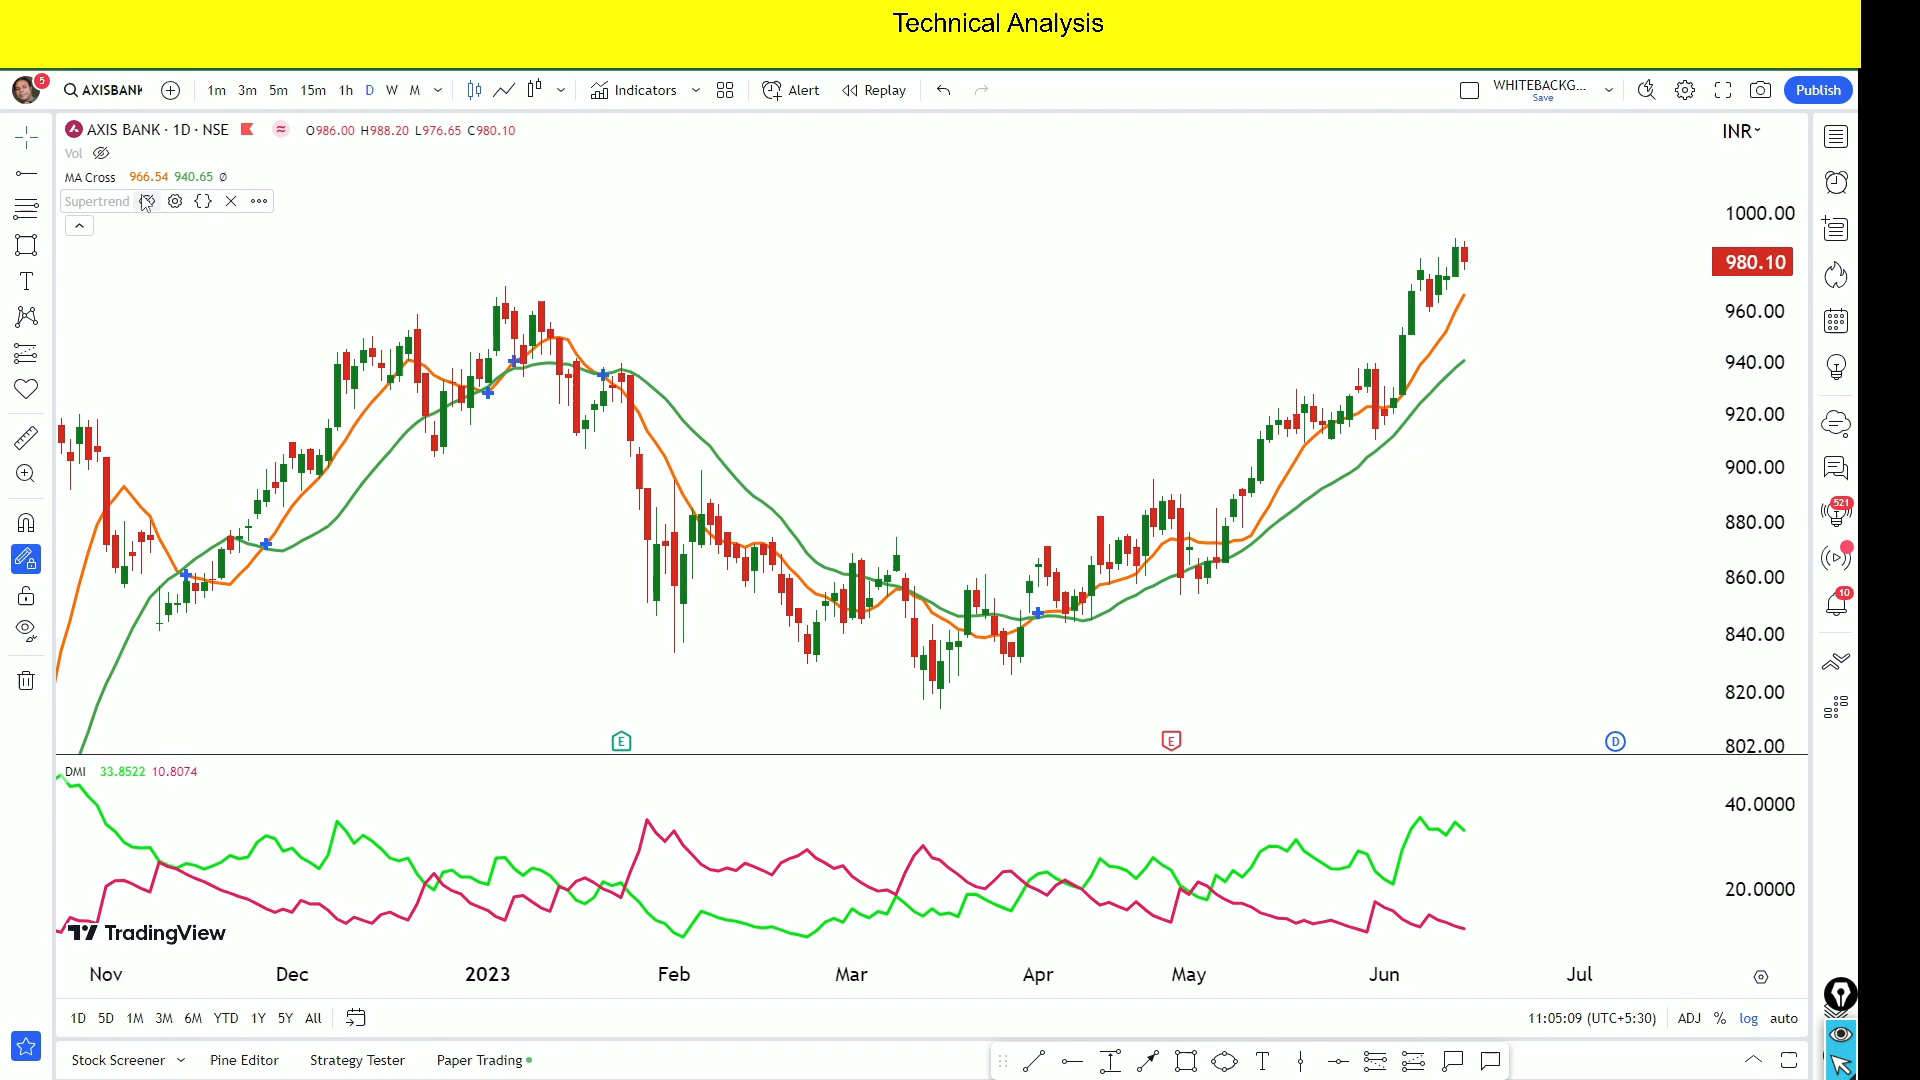 Technical Analysis
5 AXISBANK 1m 3m 5m 15m 1h D W M Indicators Alert Replay WHITEBACKG... Save Publish
AXIS BANK · 1D · NSE O986.00 H988.20 L976.65 C980.10 INR
Vol
MA Cross 966.54 940.65 Ø
Supertrend
1000.00
980.10
960.00
940.00
920.00
900.00
880.00
860.00
840.00
820.00
802.00
521
10
E E D
DMI 33.8522 10.8074
40.0000
20.0000
TradingView
Nov Dec 2023 Feb Mar Apr May Jun Jul
1D 5D 1M 3M 6M YTD 1Y 5Y All 11:05:09 (UTC+5:30) ADJ % log auto
Stock Screener Pine Editor Strategy Tester Paper Trading